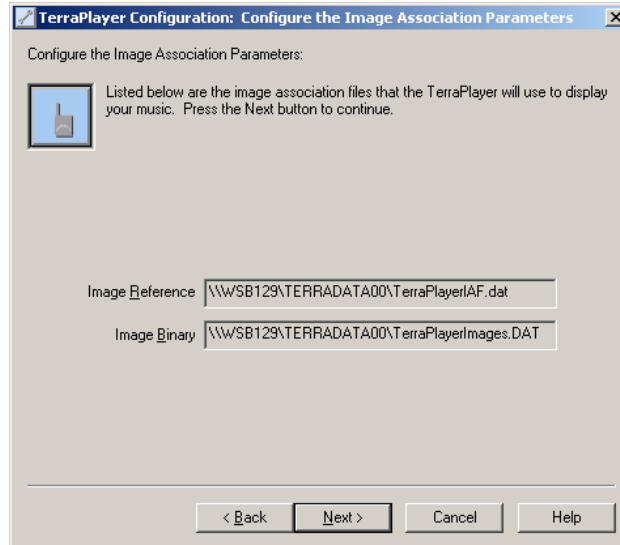 TerraPlayer Configuration: Configure the Image Association Parameters
Configure the Image Association Parameters:
Listed below are the image association files that the TerraPlayer will use to display
your music. Press the Next button to continue.
Image Reference \\WSB129\TERRADATA00\TerraPlayerIAF.dat
Image Binary \\WSB129\TERRADATA00\TerraPlayerImages.DAT
< Back Next > Cancel Help